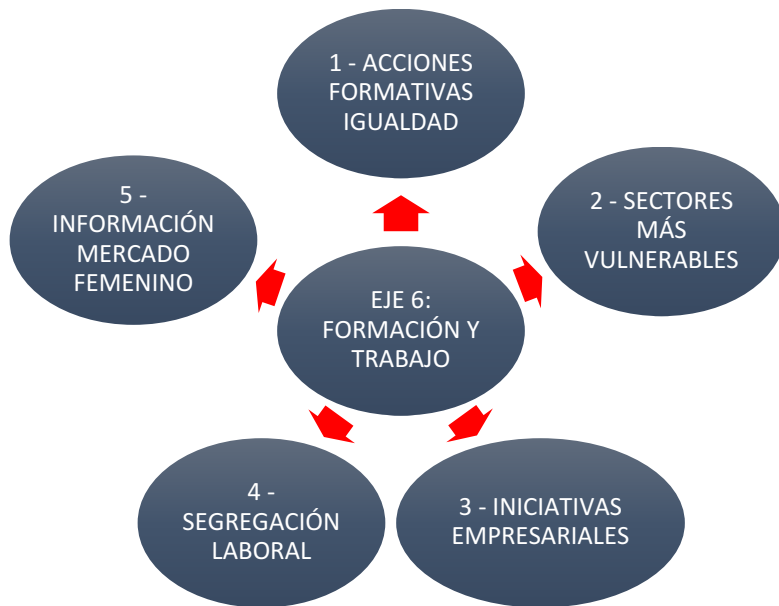 1 - ACCIONES
FORMATIVAS
IGUALDAD
2 - SECTORES
MÁS
VULNERABLES
3 - INICIATIVAS
EMPRESARIALES
4 -
SEGREGACIÓN
LABORAL
5 -
INFORMACIÓN
MERCADO
FEMENINO
EJE 6:
FORMACIÓN Y
TRABAJO